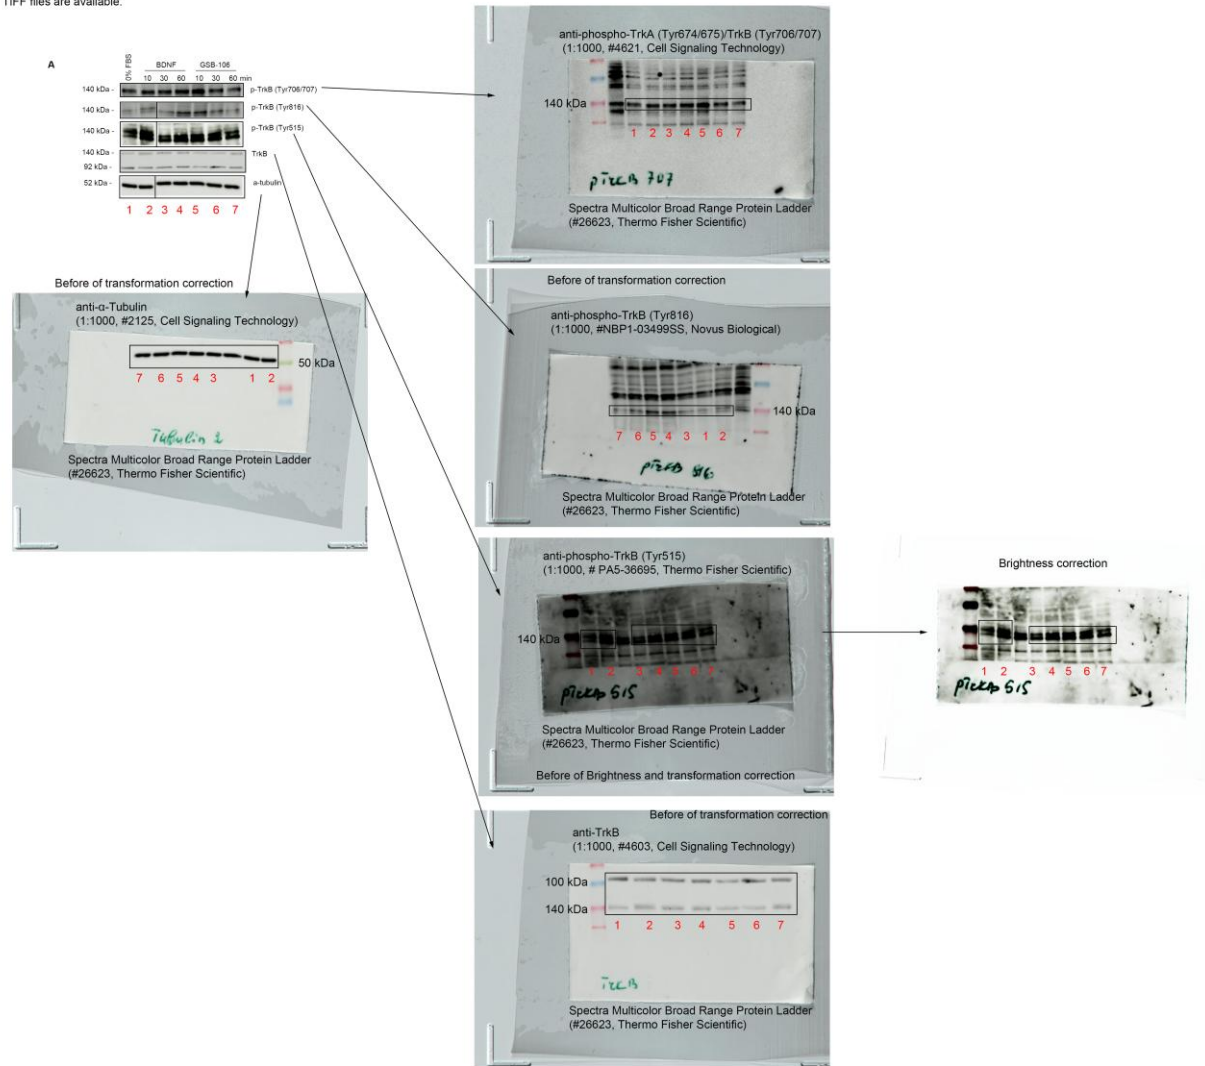 TIFF files are available.
A
0% FBS
BDNF
GSB-106
10 30 60 10 30 60 min
140 kDa - p-TrkB (Tyr706/707)
140 kDa - p-TrkB (Tyr816)
140 kDa - p-TrkB (Tyr515)
140 kDa - TrkB
92 kDa -
52 kDa - a-tubulin
1 2 3 4 5 6 7
Before of transformation correction
anti-α-Tubulin
(1:1000, #2125, Cell Signaling Technology)
50 kDa
7 6 5 4 3 1 2
Tubulin 2
Spectra Multicolor Broad Range Protein Ladder
(#26623, Thermo Fisher Scientific)
anti-phospho-TrkA (Tyr674/675)/TrkB (Tyr706/707)
(1:1000, #4621, Cell Signaling Technology)
140 kDa
1 2 3 4 5 6 7
pTrkB 707
Spectra Multicolor Broad Range Protein Ladder
(#26623, Thermo Fisher Scientific)
Before of transformation correction
anti-phospho-TrkB (Tyr816)
(1:1000, #NBP1-03499SS, Novus Biological)
140 kDa
7 6 5 4 3 1 2
pTrkB 816
Spectra Multicolor Broad Range Protein Ladder
(#26623, Thermo Fisher Scientific)
anti-phospho-TrkB (Tyr515)
(1:1000, # PA5-36695, Thermo Fisher Scientific)
140 kDa
1 2 3 4 5 6 7
pTrkB 515
Spectra Multicolor Broad Range Protein Ladder
(#26623, Thermo Fisher Scientific)
Before of Brightness and transformation correction
Brightness correction
1 2 3 4 5 6 7
pTrkB 515
Before of transformation correction
anti-TrkB
(1:1000, #4603, Cell Signaling Technology)
100 kDa
140 kDa
1 2 3 4 5 6 7
TrkB
Spectra Multicolor Broad Range Protein Ladder
(#26623, Thermo Fisher Scientific)